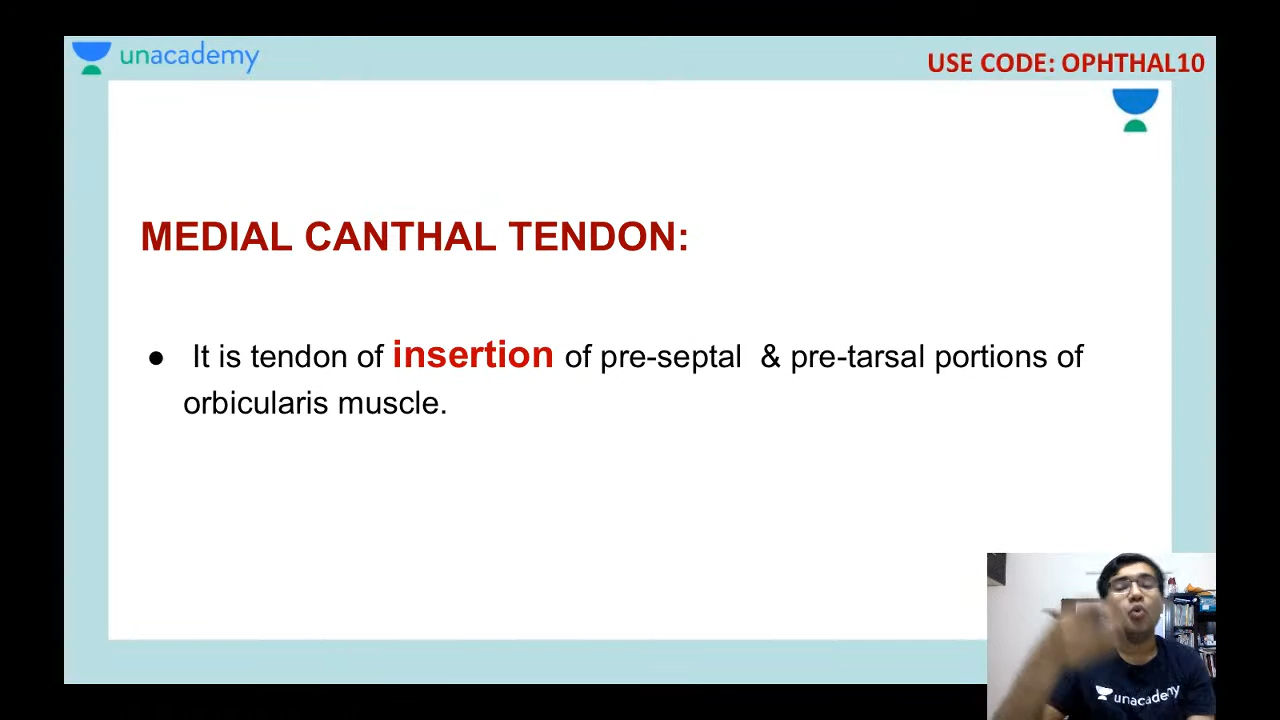 unacademy
USE CODE: OPHTHAL10
MEDIAL CANTHAL TENDON:
● It is tendon of insertion of pre-septal & pre-tarsal portions of
orbicularis muscle.
unacademy